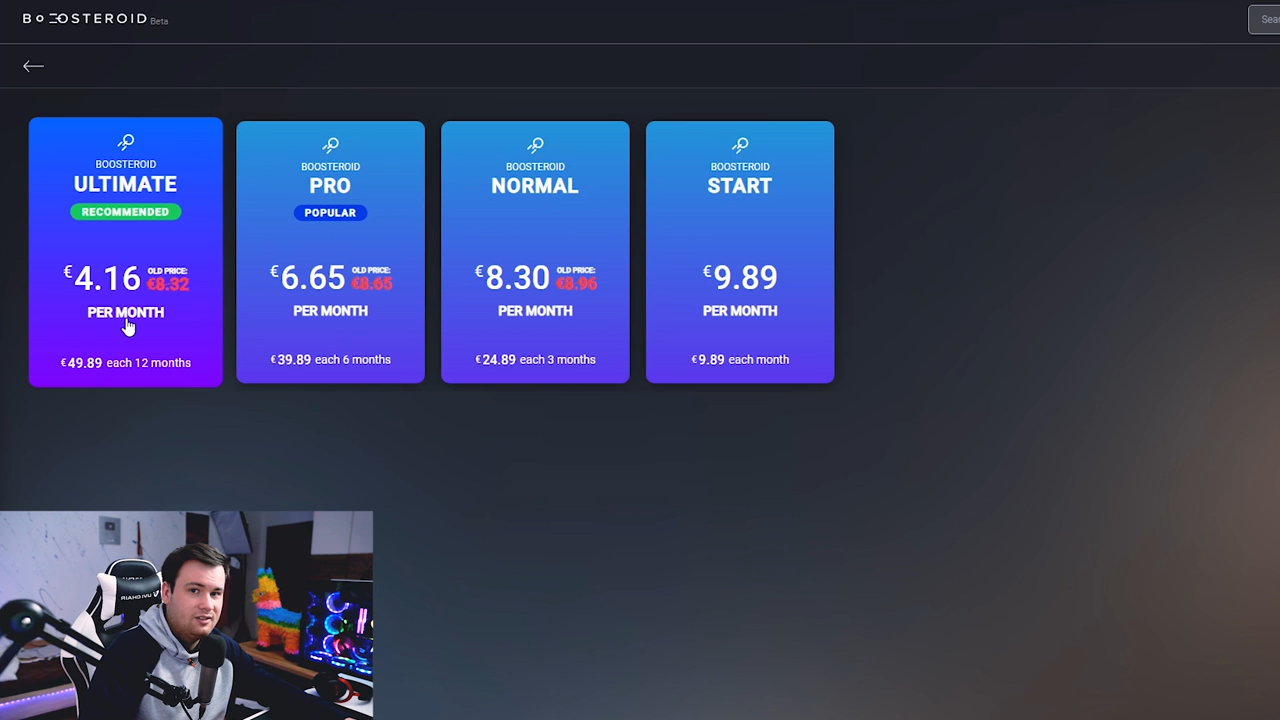 BOOSTEROID Beta
Sear
BOOSTEROID
ULTIMATE
RECOMMENDED
€4.16 OLD PRICE: €8.32
PER MONTH
€49.89 each 12 months
BOOSTEROID
PRO
POPULAR
€6.65 OLD PRICE: €8.65
PER MONTH
€39.89 each 6 months
BOOSTEROID
NORMAL
€8.30 OLD PRICE: €8.96
PER MONTH
€24.89 each 3 months
BOOSTEROID
START
€9.89
PER MONTH
€9.89 each month